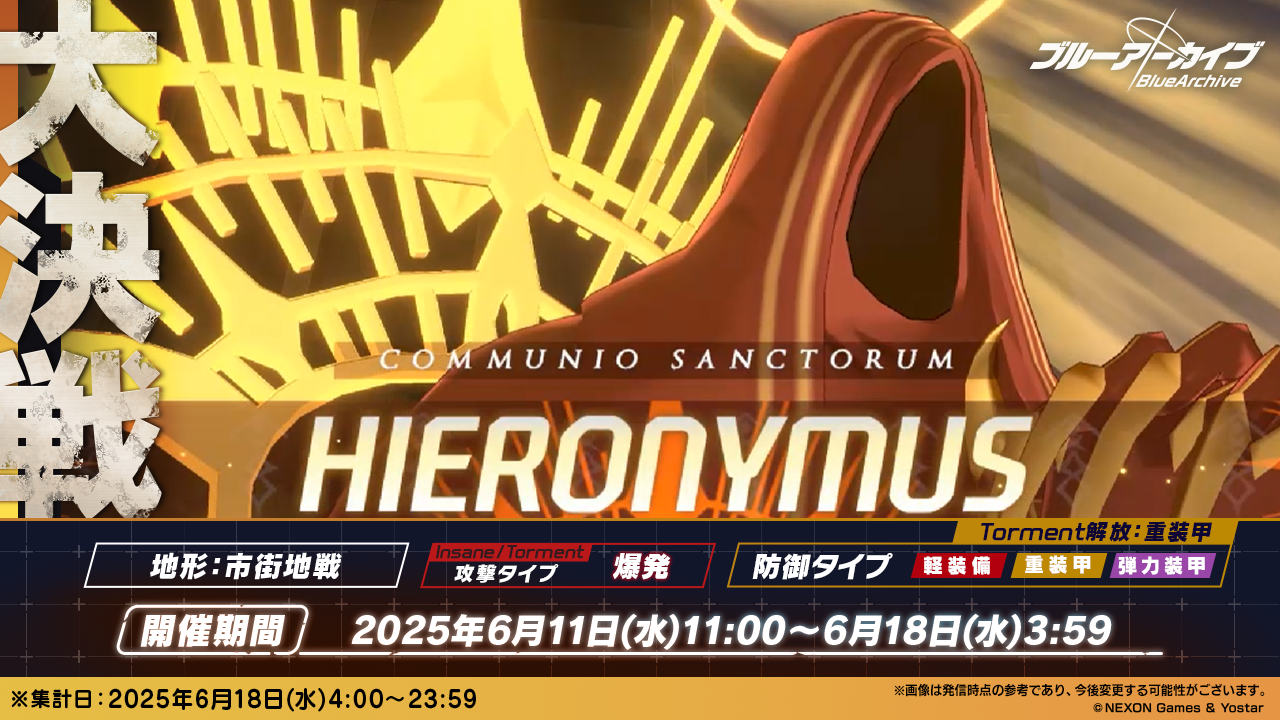 大決戦
ブルーアーカイブ
BlueArchive
COMMUNIO SANCTORUM
HIERONYMUS
Torment解放：重装甲
地形：市街地戦
Insane/Torment
攻撃タイプ 爆発
防御タイプ 軽装備 重装甲 弾力装甲
開催期間 2025年6月11日(水)11:00～6月18日(水)3:59
※集計日：2025年6月18日(水)4:00～23:59
※画像は発信時点の参考であり、今後変更する可能性がございます。
©NEXON Games & Yostar